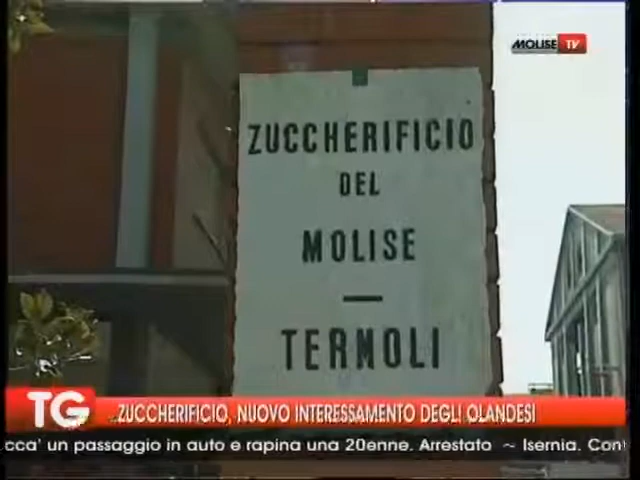 MOLISE TV
ZUCCHERIFICIO
DEL
MOLISE
—
TERMOLI
TG ..ZUCCHERIFICIO, NUOVO INTERESSAMENTO DEGLI OLANDESI
cca' un passaggio in auto e rapina una 20enne. Arrestato ~ Isernia. Con